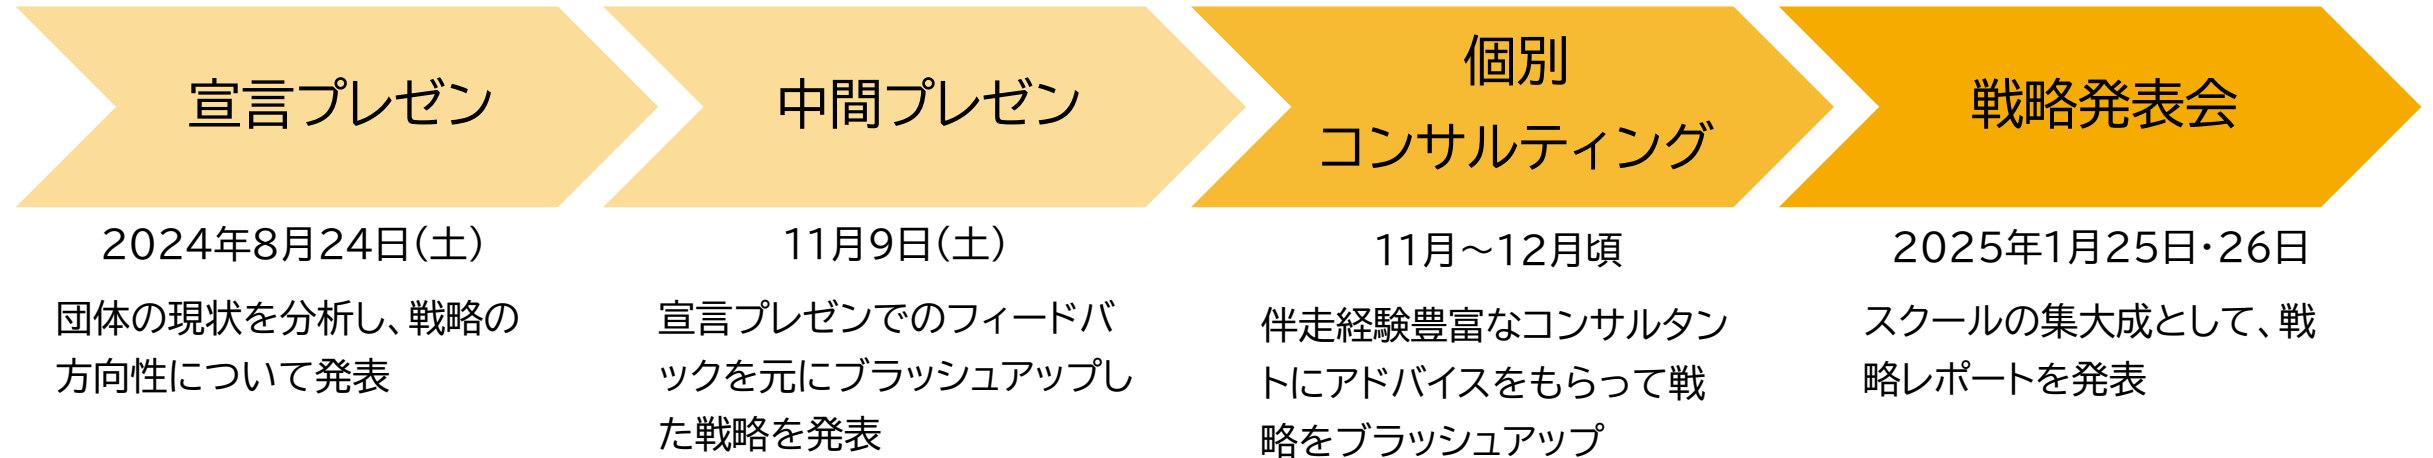 宣言プレゼン
2024年8月24日(土)
団体の現状を分析し、戦略の
方向性について発表
中間プレゼン
11月9日(土)
宣言プレゼンでのフィードバ
ックを元にブラッシュアップし
た戦略を発表
個別
コンサルティング
11月～12月頃
伴走経験豊富なコンサルタン
トにアドバイスをもらって戦
略をブラッシュアップ
戦略発表会
2025年1月25日・26日
スクールの集大成として、戦
略レポートを発表